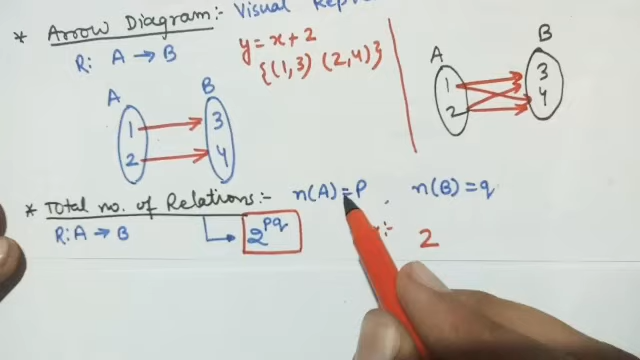 * Arrow Diagram:- Visual
R: A → B
y = x + 2
{(1,3) (2,4)}
A B
1 3
2 4
A B
1 3
2 4
* Total no. of Relations:- n(A) = P , n(B) = q
R: A → B
2^pq
:- 2